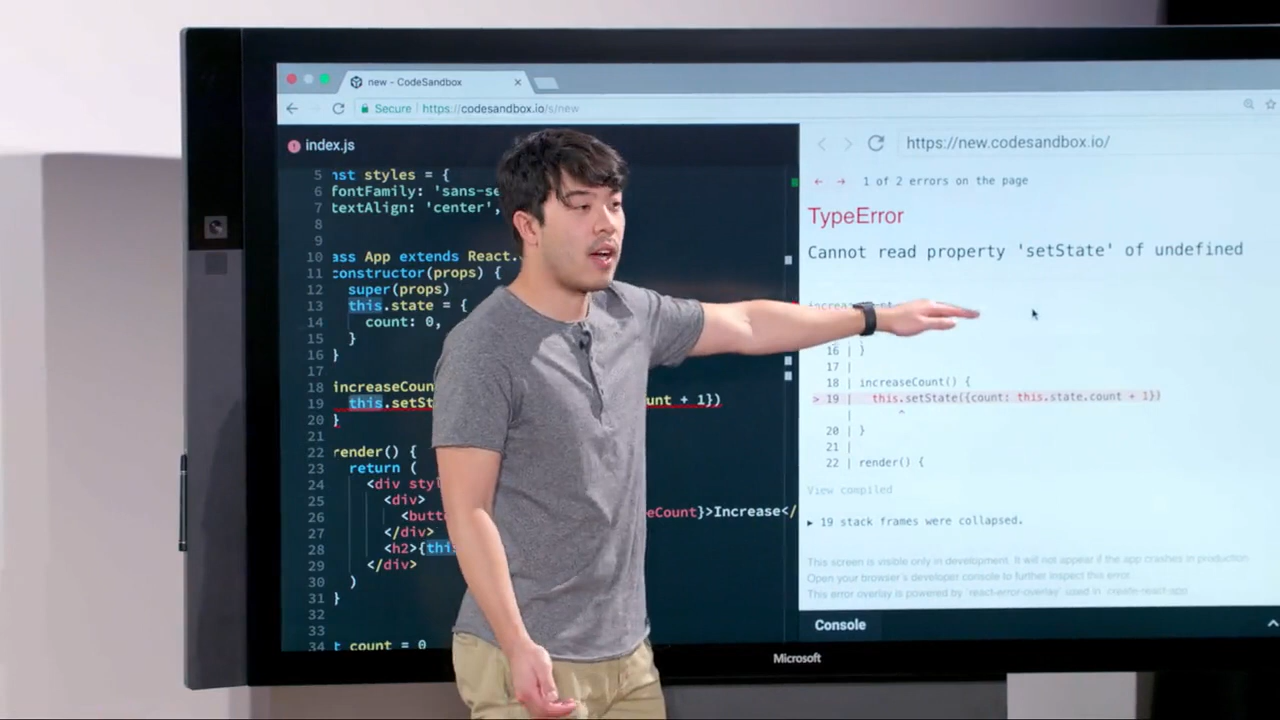 new - CodeSandbox
Secure https://codesandbox.io/s/new
index.js
5 nst styles = {
6 fontFamily: 'sans-se
7 textAlign: 'center',
8
9
10 ass App extends React.
11 constructor(props) {
12 super(props)
13 this.state = {
14 count: 0,
15 }
16 }
17
18 increaseCoun
19 this.setSt unt + 1})
20 }
21
22 render() {
23 return (
24 <div styl
25 <div>
26 <butt eCount}>Increase</
27 </div>
28 <h2>{thi
29 </div>
30 )
31 }
32
33
34 t count = 0
https://new.codesandbox.io/
← → 1 of 2 errors on the page
TypeError
Cannot read property 'setState' of undefined
16 | }
17 |
18 | increaseCount() {
> 19 | this.setState({count: this.state.count + 1})
| ^
20 | }
21 |
22 | render() {
View compiled
▶ 19 stack frames were collapsed.
This screen is visible only in development. It will not appear if the app crashes in production.
Open your browser's developer console to further inspect this error.
This error overlay is powered by `react-error-overlay` used in `create-react-app`.
Console
Microsoft